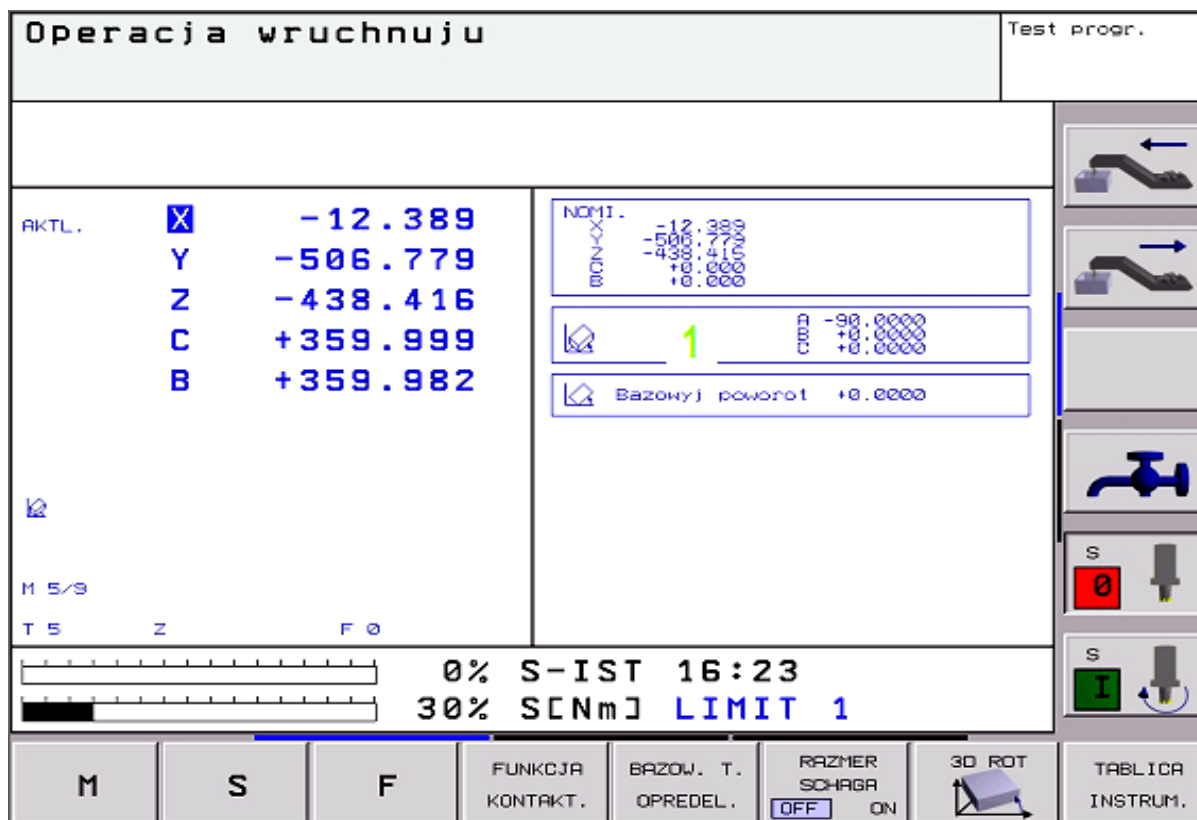 Operacja wruchnuju
Test progr.
AKTL. X -12.389
Y -506.779
Z -438.416
C +359.999
B +359.982
NOMI.
X -12.389
Y -506.779
Z -438.416
C +0.000
B +0.000
1
A -90.0000
B +0.0000
C +0.0000
Bazowyj poworot +0.0000
M 5/9
T 5 Z F 0
0% S-IST 16:23
30% S[Nm] LIMIT 1
S
0
S
I
M
S
F
FUNKCJA
KONTAKT.
BAZOW. T.
OPREDEL.
RAZMER
SCHAGA
OFF ON
3D ROT
TABLICA
INSTRUM.